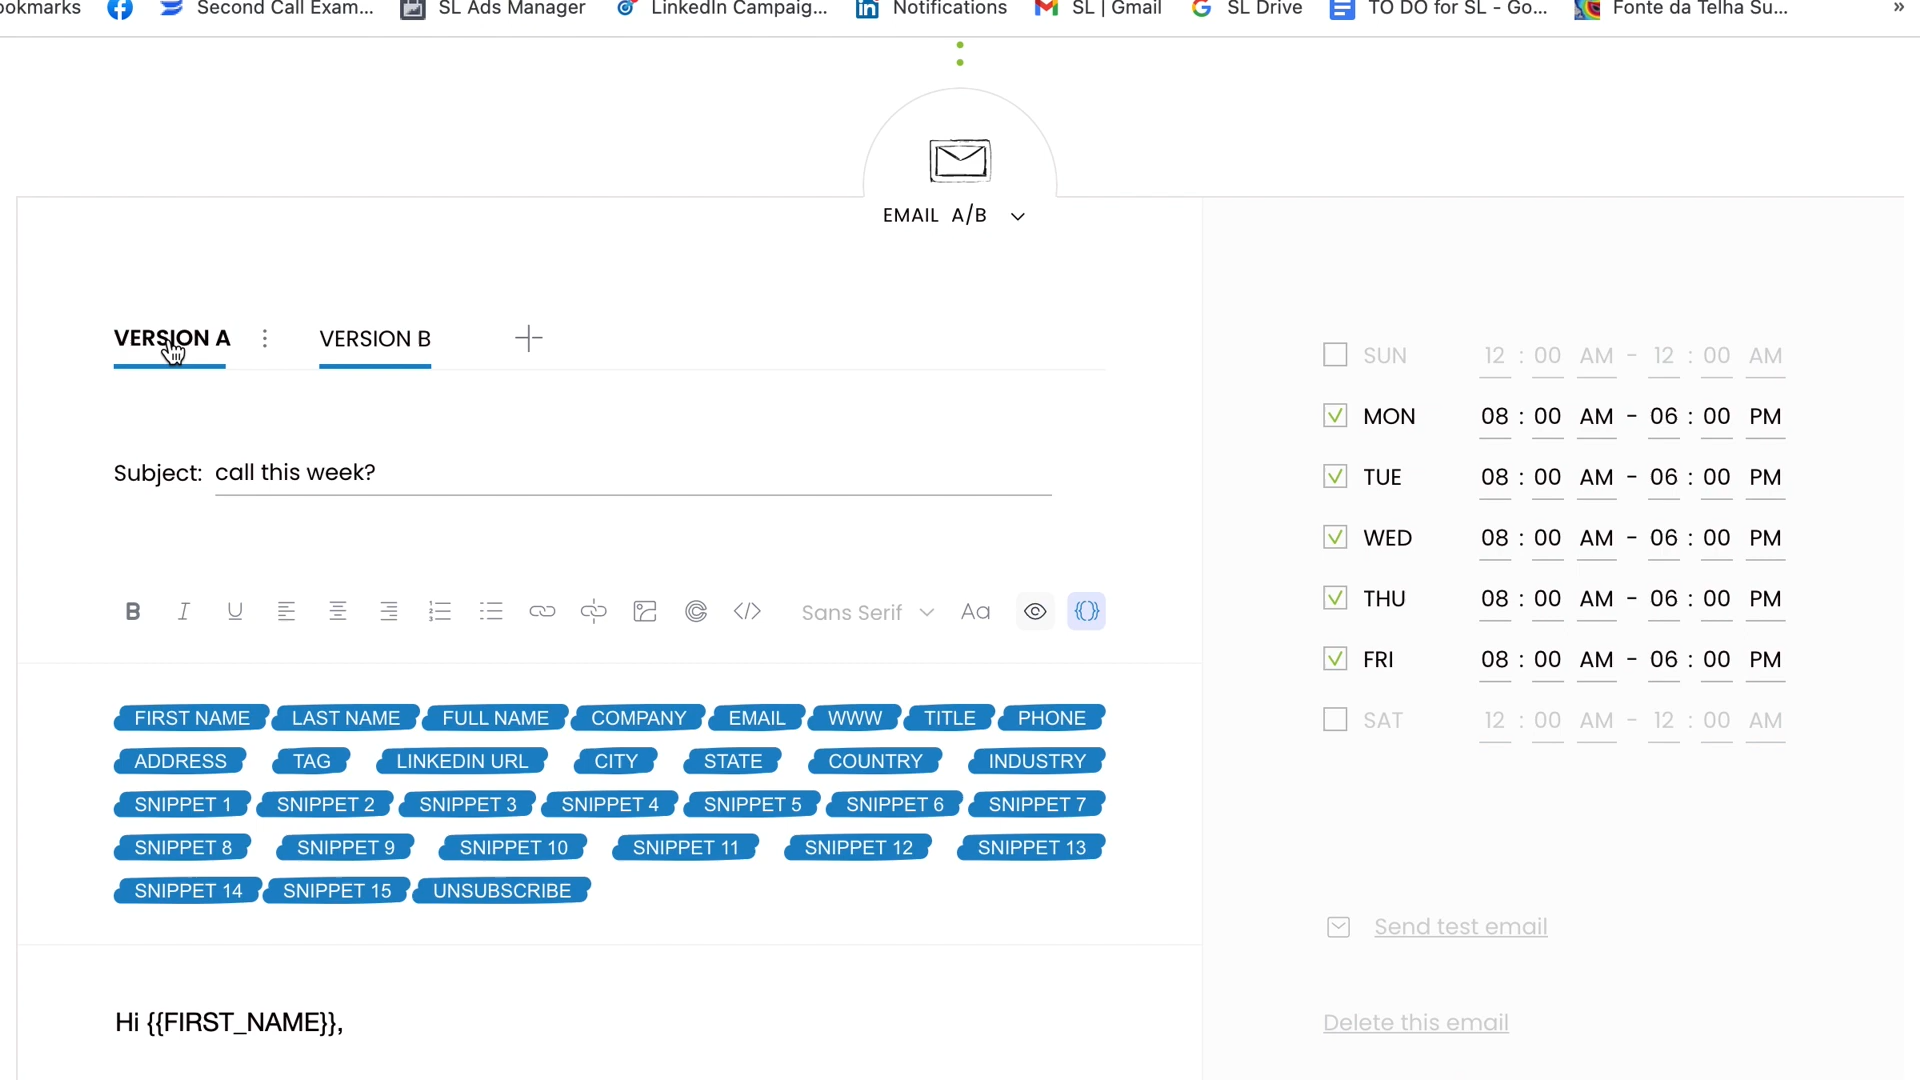 ookmarks Second Call Exam... SL Ads Manager LinkedIn Campaig... Notifications SL | Gmail SL Drive TO DO for SL - Go... Fonte da Telha Su... »
EMAIL A/B
VERSION A VERSION B
Subject: call this week?
B I U Sans Serif Aa
FIRST NAME LAST NAME FULL NAME COMPANY EMAIL WWW TITLE PHONE
ADDRESS TAG LINKEDIN URL CITY STATE COUNTRY INDUSTRY
SNIPPET 1 SNIPPET 2 SNIPPET 3 SNIPPET 4 SNIPPET 5 SNIPPET 6 SNIPPET 7
SNIPPET 8 SNIPPET 9 SNIPPET 10 SNIPPET 11 SNIPPET 12 SNIPPET 13
SNIPPET 14 SNIPPET 15 UNSUBSCRIBE
Hi {{FIRST_NAME}},
SUN 12 : 00 AM - 12 : 00 AM
MON 08 : 00 AM - 06 : 00 PM
TUE 08 : 00 AM - 06 : 00 PM
WED 08 : 00 AM - 06 : 00 PM
THU 08 : 00 AM - 06 : 00 PM
FRI 08 : 00 AM - 06 : 00 PM
SAT 12 : 00 AM - 12 : 00 AM
Send test email
Delete this email